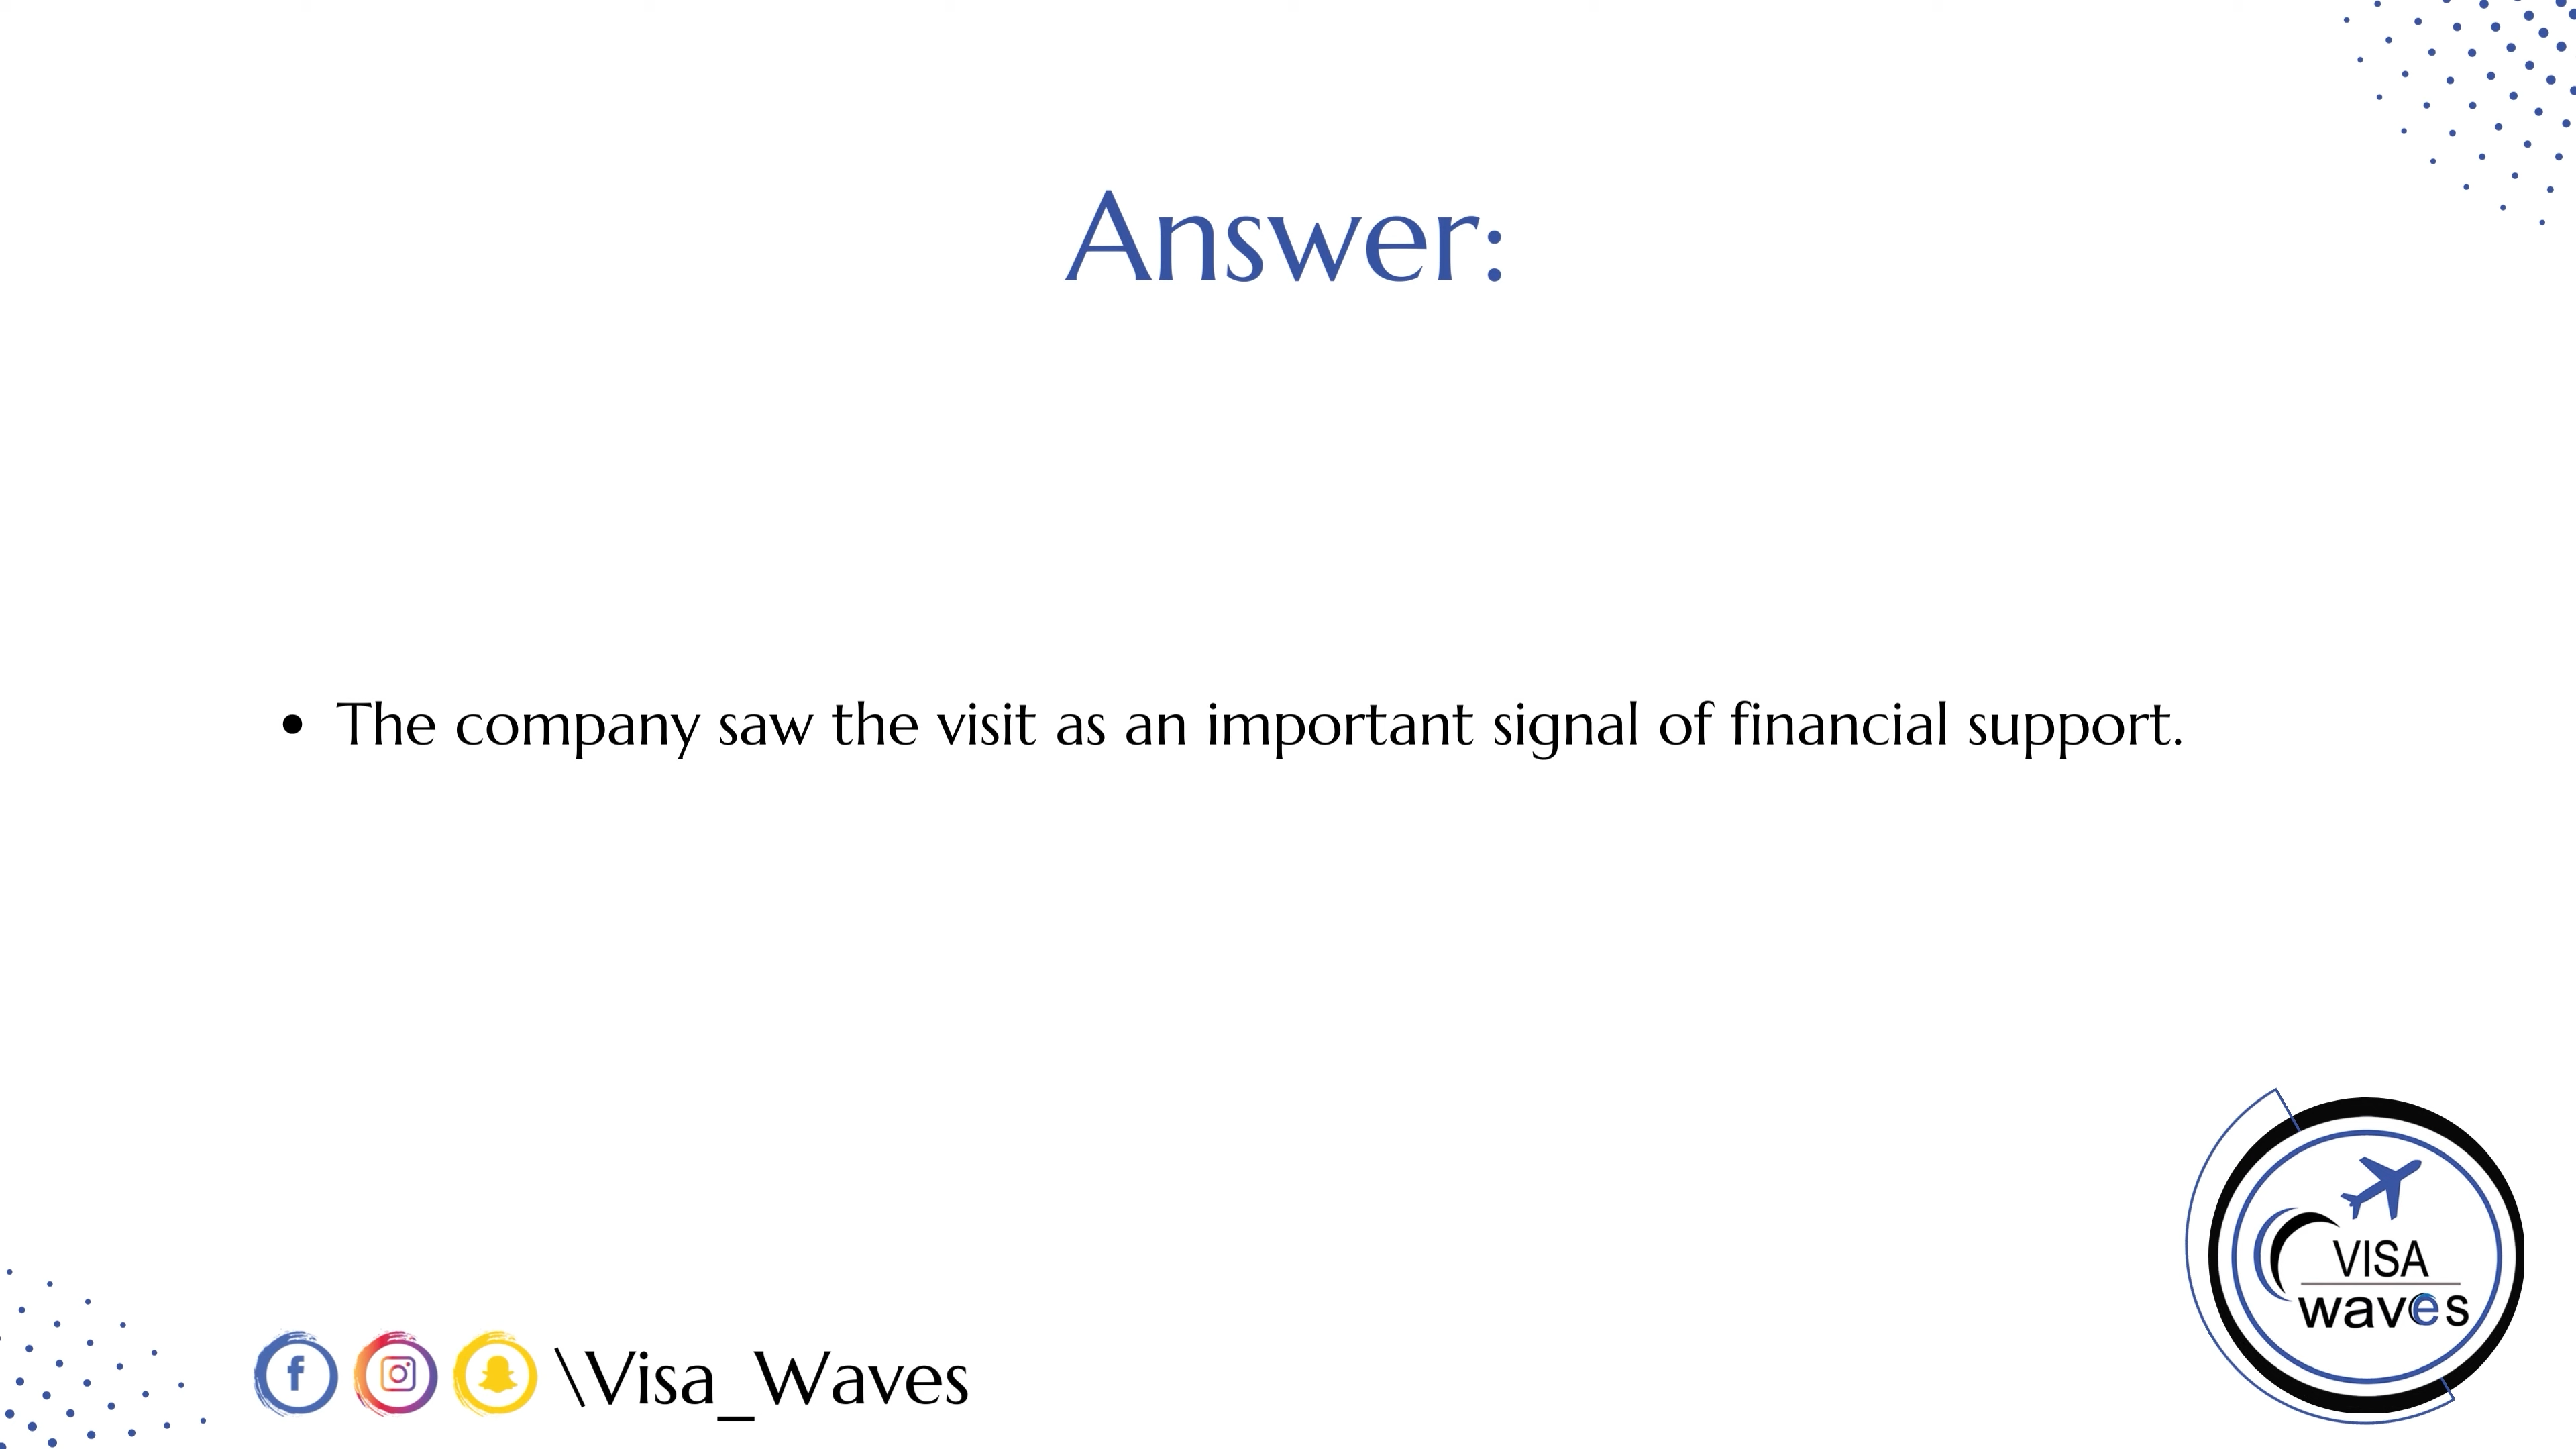 Answer:
• The company saw the visit as an important signal of financial support.
VISA
waves
\Visa_Waves